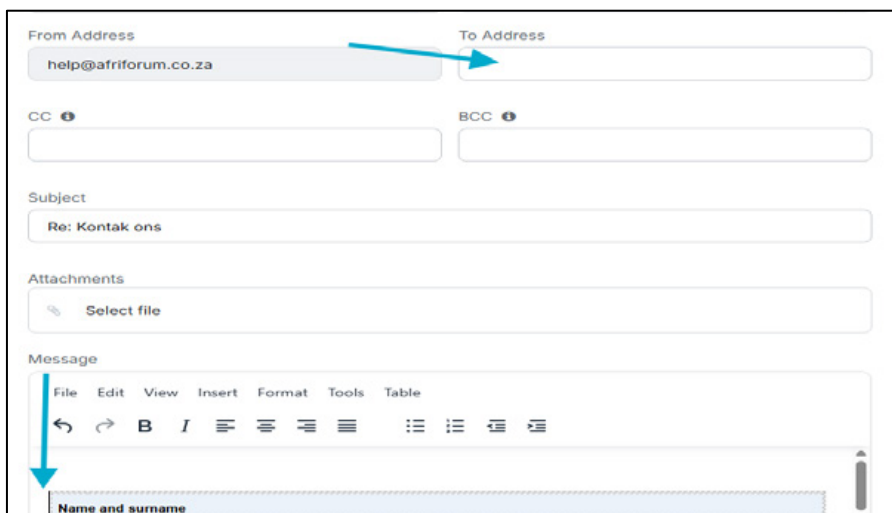 From Address To Address
help@afriforum.co.za
CC BCC
Subject
Re: Kontak ons
Attachments
Select file
Message
File Edit View Insert Format Tools Table
B I
Name and surname